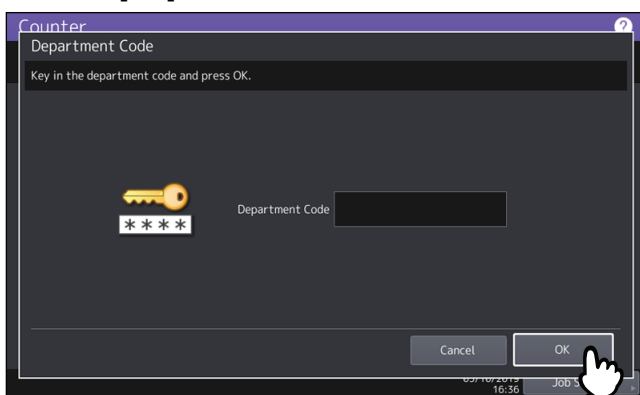 Counter
?
Department Code
Key in the department code and press OK.
Department Code
****
Cancel
OK
16:36
Job